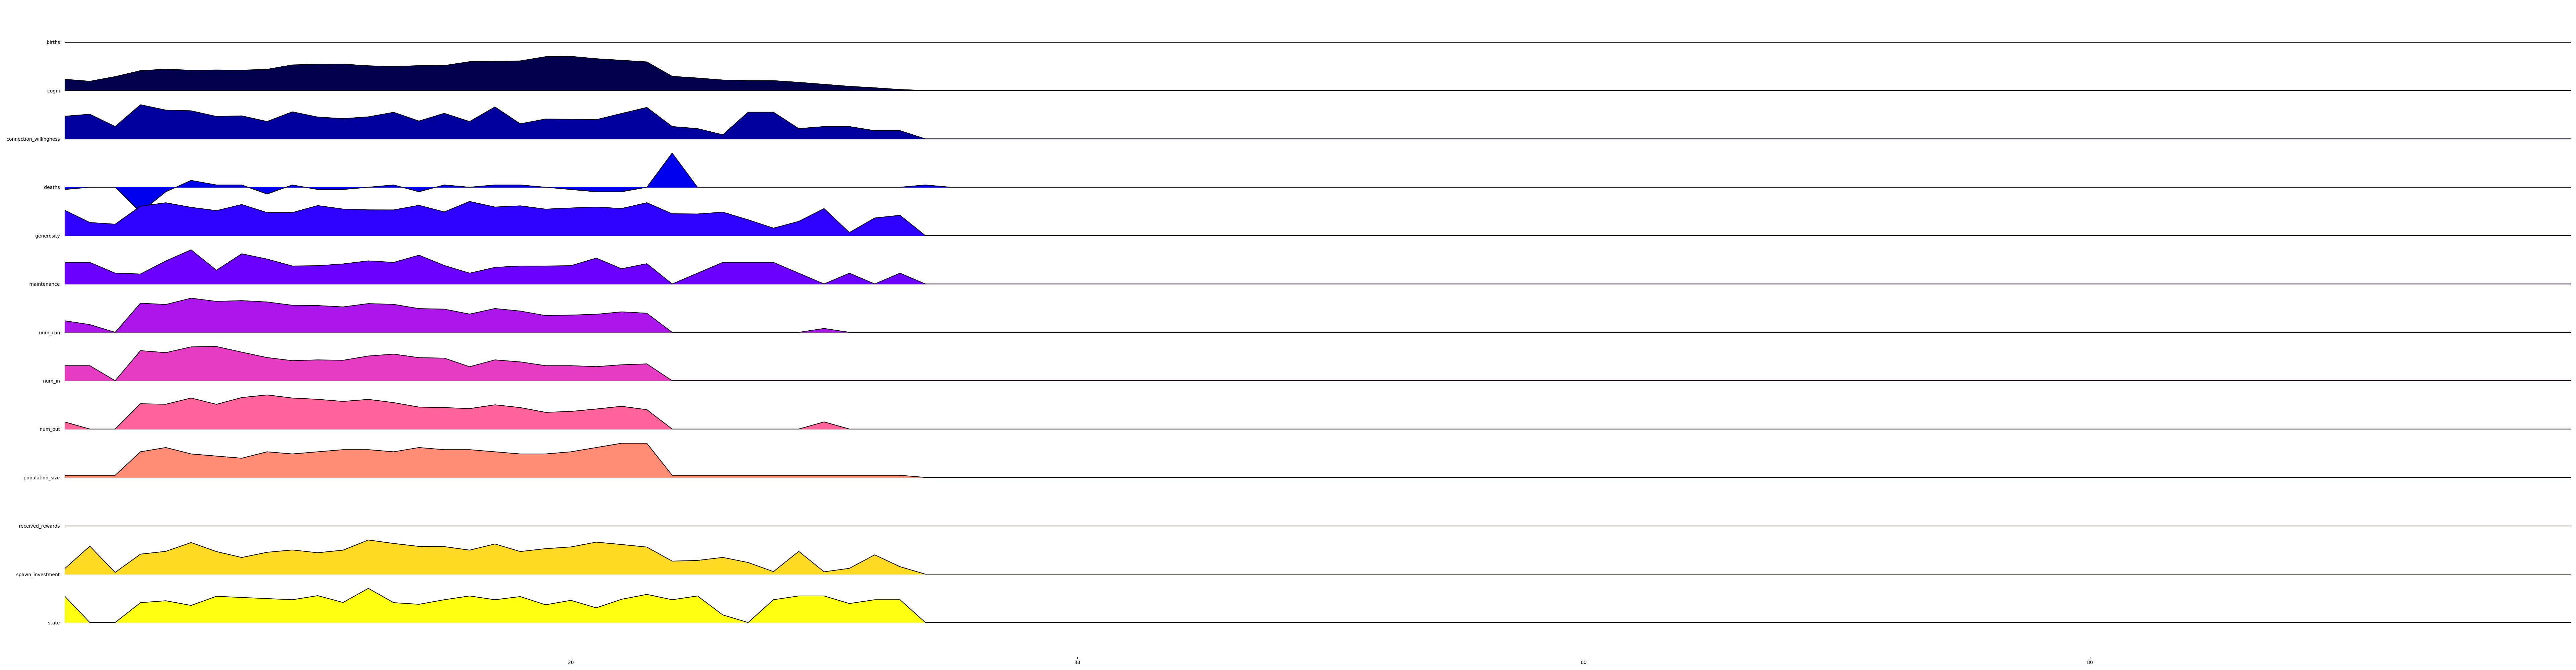 births
cogni
connection_willingness
deaths
generosity
maintenance
num_con
num_in
num_out
population_size
received_rewards
spawn_investment
state
20 40 60 80